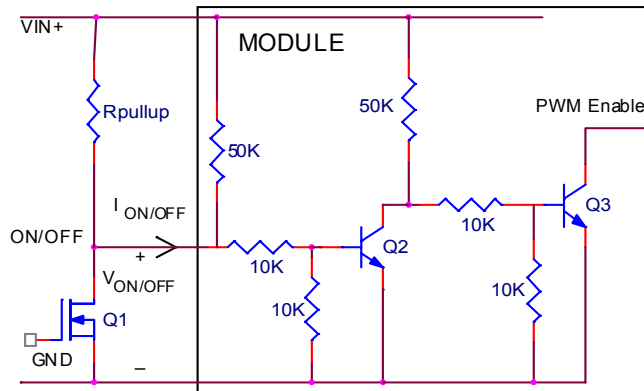 VIN+
MODULE
Rpullup
50K
50K
PWM Enable
I ON/OFF
ON/OFF
+
10K
Q2
10K
Q3
V ON/OFF
10K
10K
Q1
GND
–